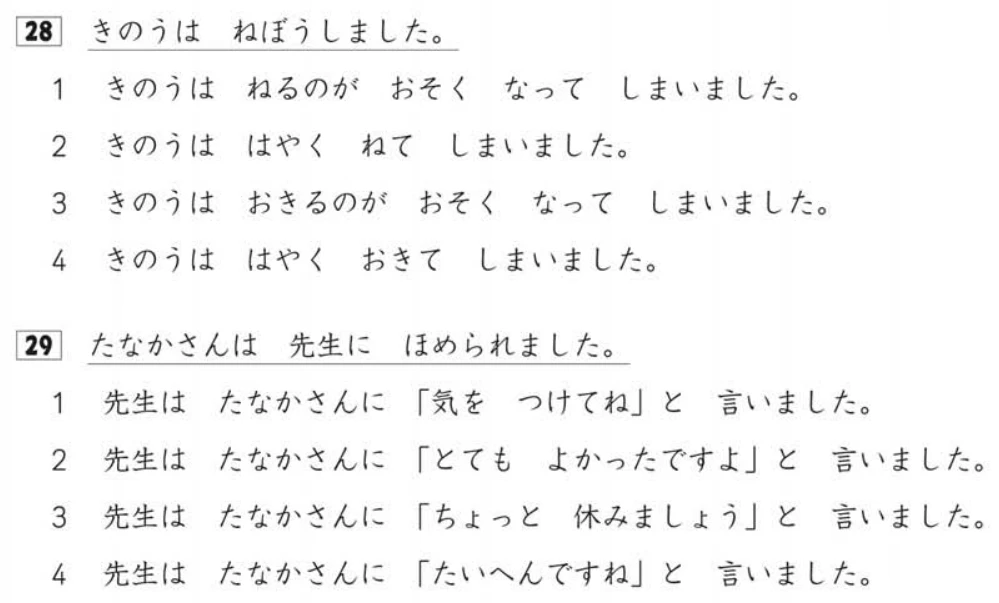 28 きのうは ねぼうしました。
1 きのうは ねるのが おそく なって しまいました。
2 きのうは はやく ねて しまいました。
3 きのうは おきるのが おそく なって しまいました。
4 きのうは はやく おきて しまいました。
29 たなかさんは 先生に ほめられました。
1 先生は たなかさんに 「気を つけてね」と 言いました。
2 先生は たなかさんに 「とても よかったですよ」と 言いました。
3 先生は たなかさんに 「ちょっと 休みましょう」と 言いました。
4 先生は たなかさんに 「たいへんですね」と 言いました。